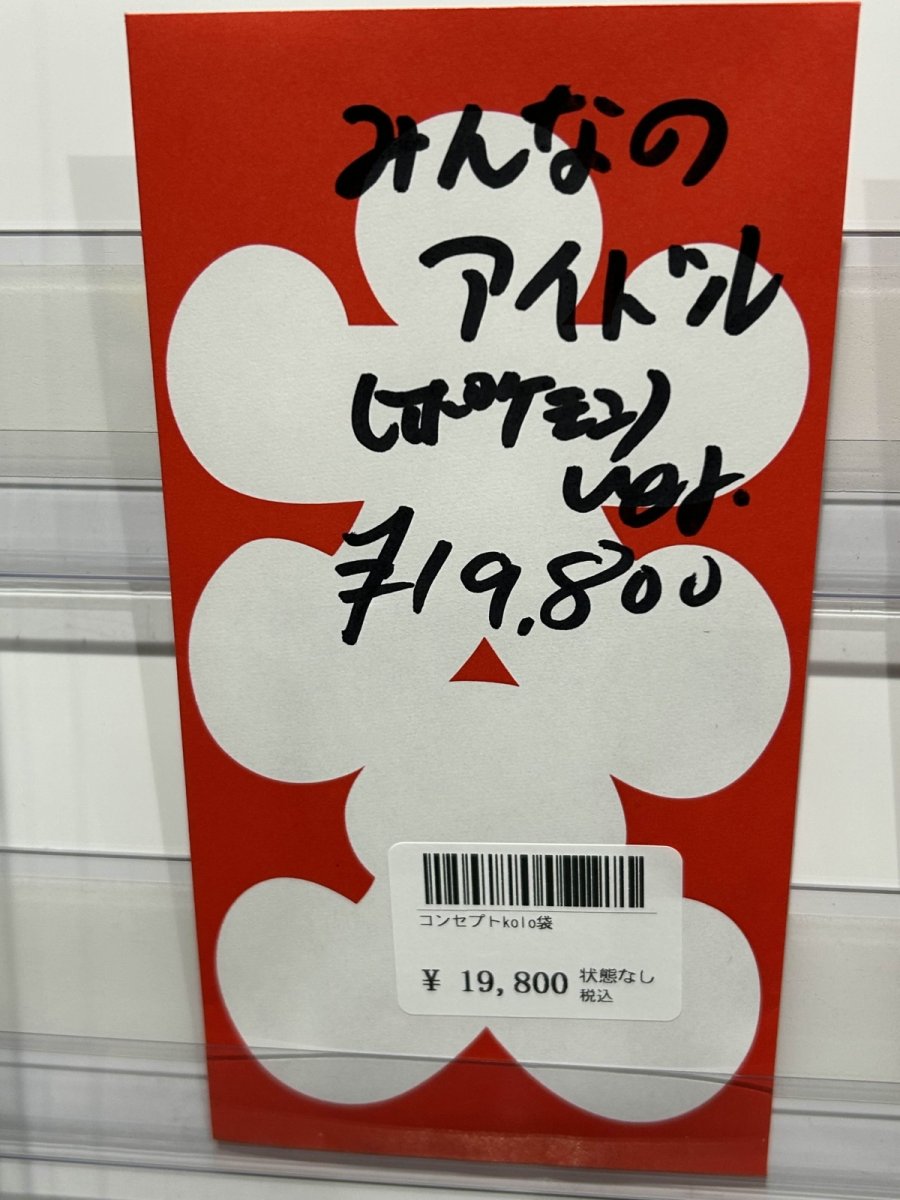 みんなの
アイドル
(ポケモン)
ver.
¥19,800
コンセプトkolo袋
¥ 19,800 状態なし
税込